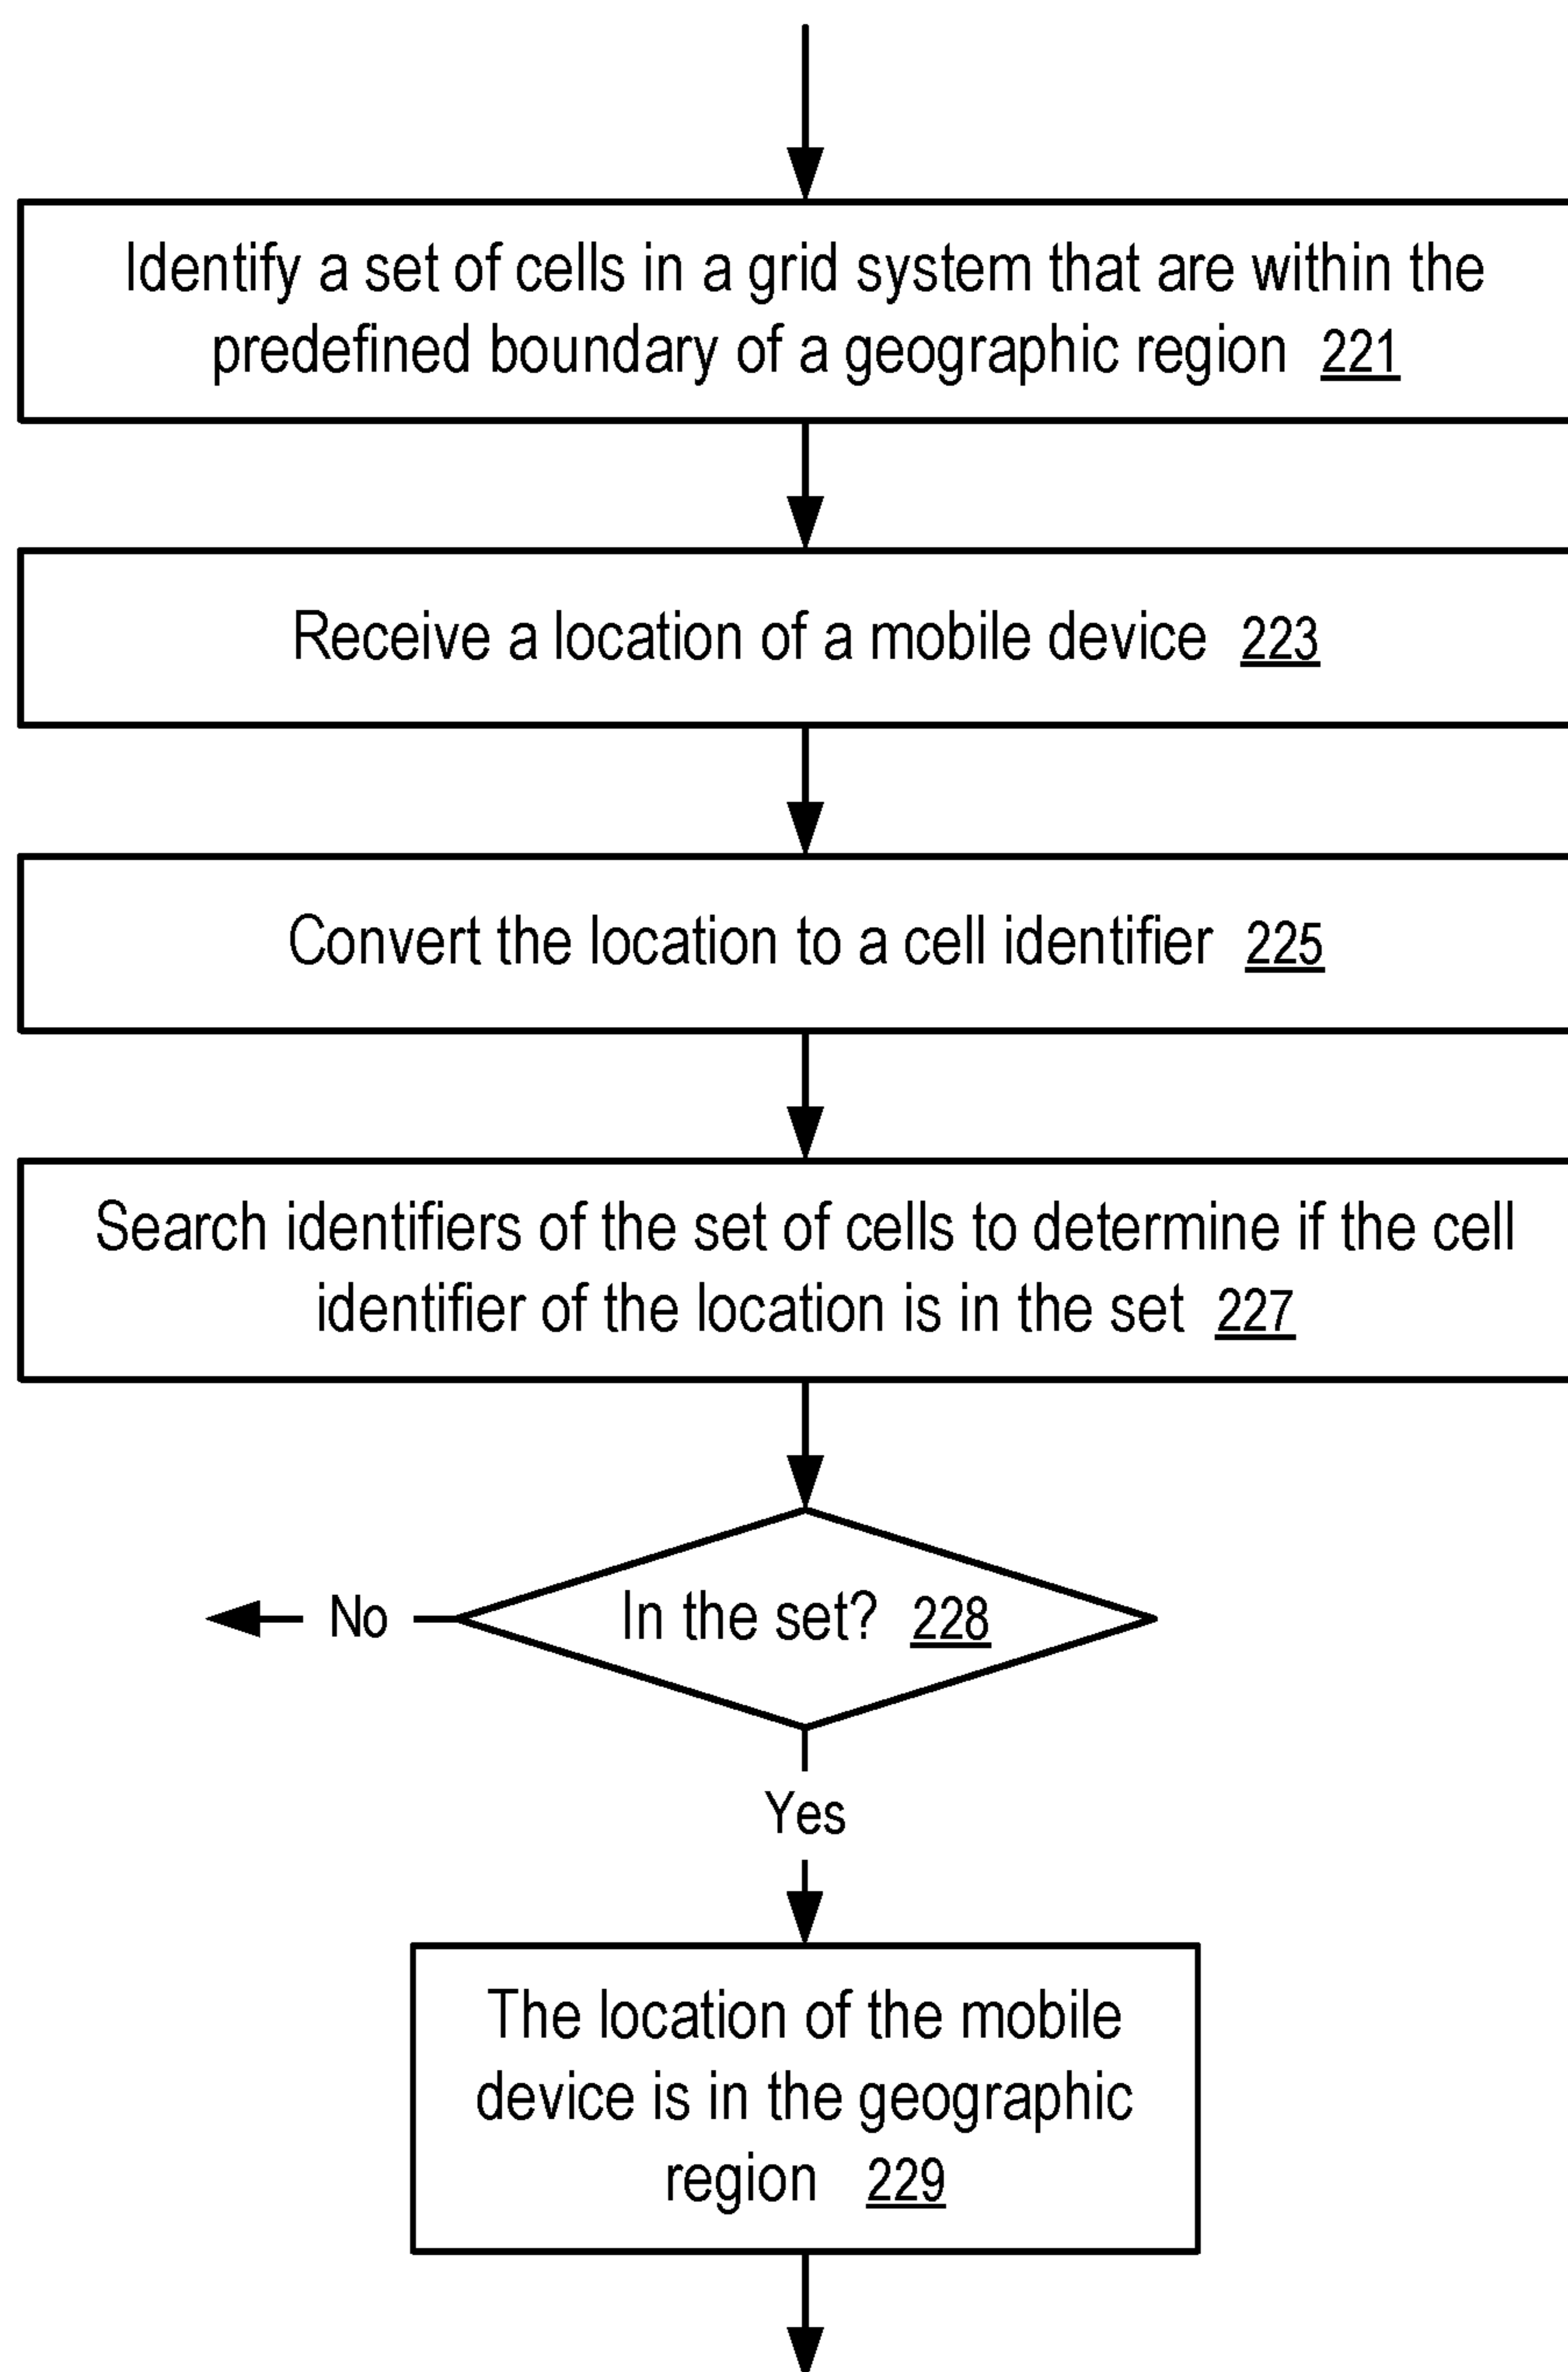 Identify a set of cells in a grid system that are within the
predefined boundary of a geographic region 221
Receive a location of a mobile device 223
Convert the location to a cell identifier 225
Search identifiers of the set of cells to determine if the cell
identifier of the location is in the set 227
In the set? 228
No
Yes
The location of the mobile
device is in the geographic
region 229